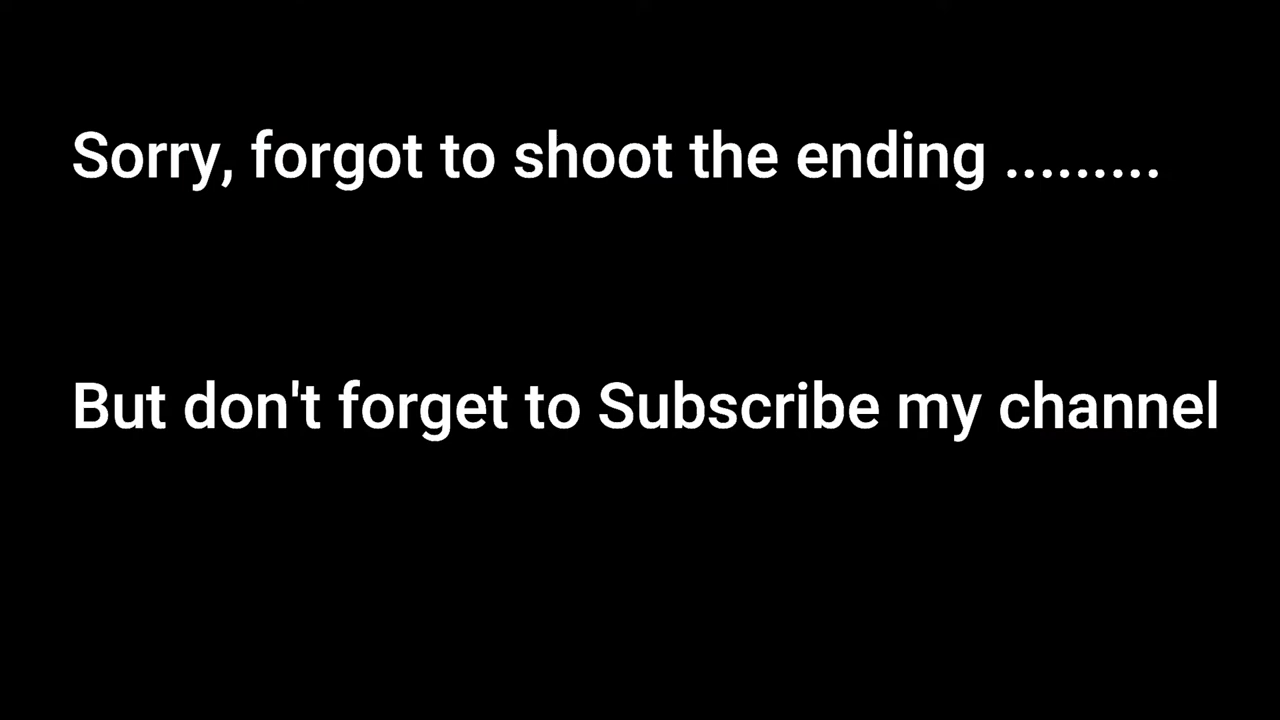 Sorry, forgot to shoot the ending .........
But don't forget to Subscribe my channel